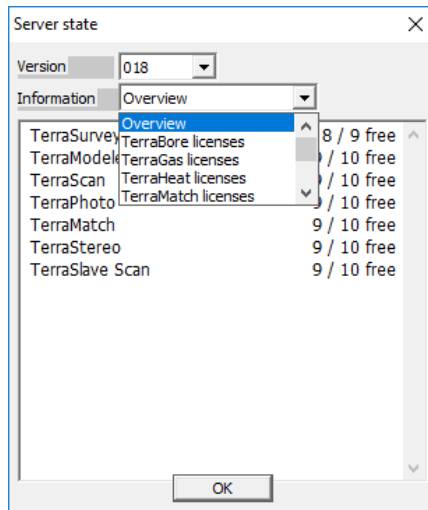 Server state
Version 018
Information Overview
Overview
TerraBore licenses
TerraGas licenses
TerraHeat licenses
TerraMatch licenses
TerraSurvey 8 / 9 free
TerraModele / 10 free
TerraScan / 10 free
TerraPhoto / 10 free
TerraMatch 9 / 10 free
TerraStereo 9 / 10 free
TerraSlave Scan 9 / 10 free
OK